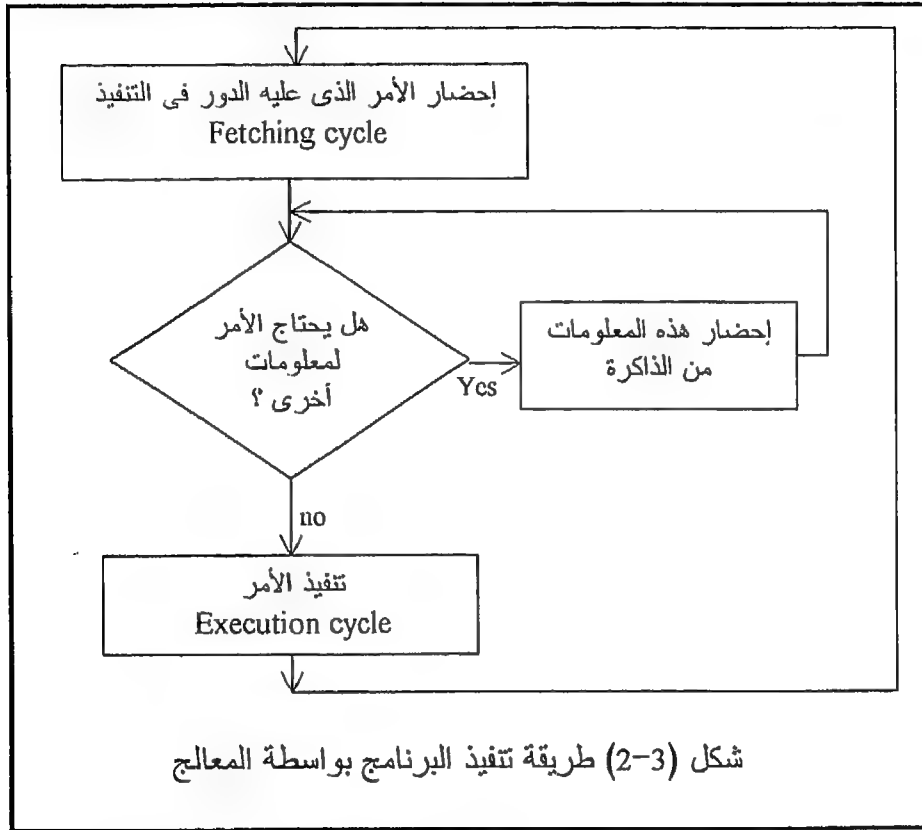 إحضار الأمر الذى عليه الدور فى التنفيذ
Fetching cycle
هل يحتاج الأمر
لمعلومات
أخرى ؟
Yes
إحضار هذه المعلومات
من الذاكرة
no
تنفيذ الأمر
Execution cycle
شكل (3-2) طريقة تنفيذ البرنامج بواسطة المعالج